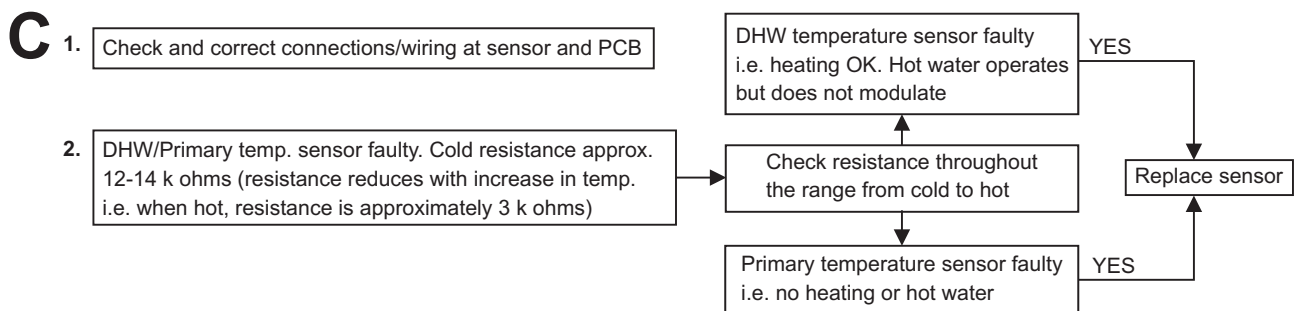 C
1. Check and correct connections/wiring at sensor and PCB
2. DHW/Primary temp. sensor faulty. Cold resistance approx.
12-14 k ohms (resistance reduces with increase in temp.
i.e. when hot, resistance is approximately 3 k ohms)
DHW temperature sensor faulty
i.e. heating OK. Hot water operates
but does not modulate
YES
Check resistance throughout
the range from cold to hot
Primary temperature sensor faulty
i.e. no heating or hot water
YES
Replace sensor